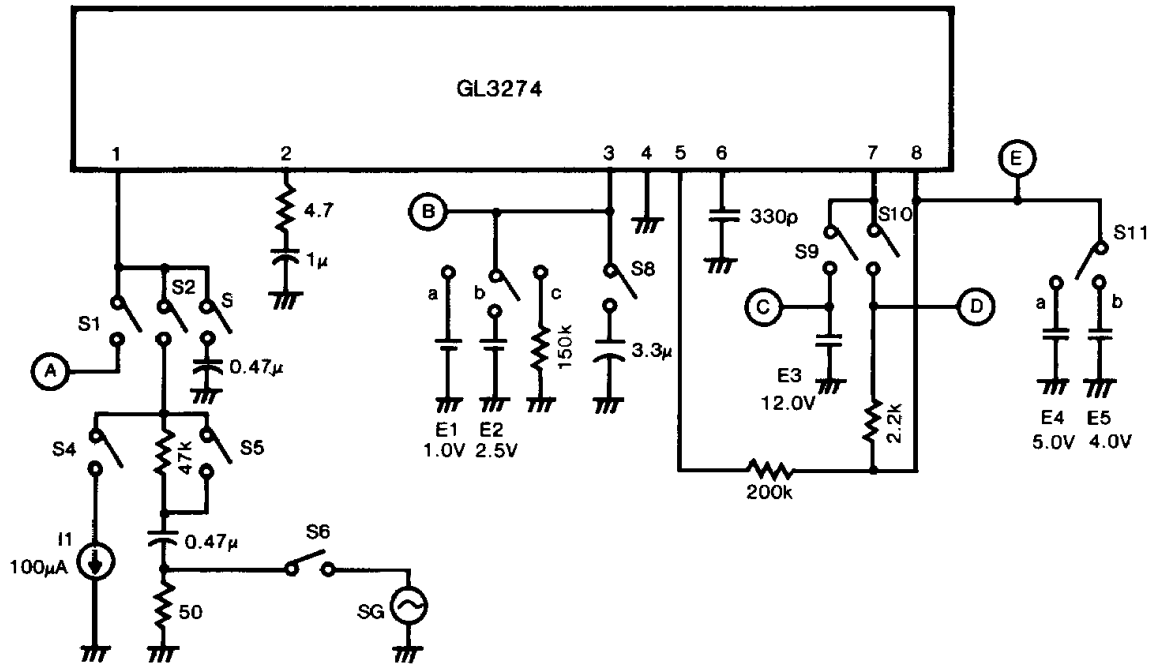 GL3274
1 2 3 4 5 6 7 8
4.7
1μ
S1
S2
S
0.47μ
A
S4
47k
S5
I1
100μA
0.47μ
50
S6
SG
B
a
b
c
E1
1.0V
E2
2.5V
150k
S8
3.3μ
330p
S9
S10
C
D
E3
12.0V
2.2k
200k
E
S11
a
b
E4
5.0V
E5
4.0V